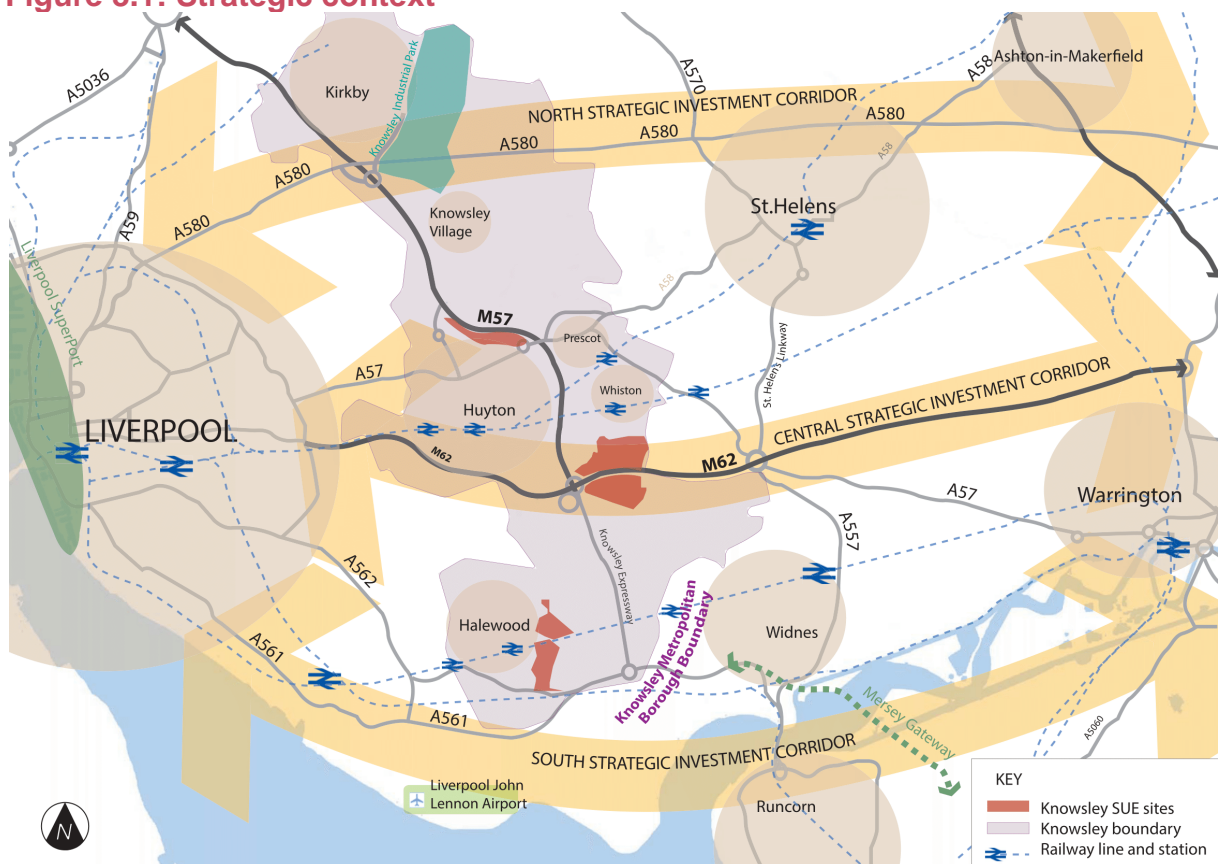 Figure 3.1: Strategic context
A5036
Kirkby
Knowsley Industrial Park
A570
A58
Ashton-in-Makerfield
NORTH STRATEGIC INVESTMENT CORRIDOR
A580
A580
A580
A580
A580
A580
A58
A59
Knowsley
Village
St.Helens
Liverpool SuperPort
A58
M57
Prescot
St. Helens Linkway
A57
Whiston
Huyton
CENTRAL STRATEGIC INVESTMENT CORRIDOR
LIVERPOOL
M62
M62
A57
Warrington
A557
Knowsley Expressway
A562
Knowsley Metropolitan
Borough Boundary
Halewood
Widnes
A561
A561
Mersey Gateway
A5060
SOUTH STRATEGIC INVESTMENT CORRIDOR
Liverpool John
Lennon Airport
Runcorn
N
KEY
Knowsley SUE sites
Knowsley boundary
Railway line and station